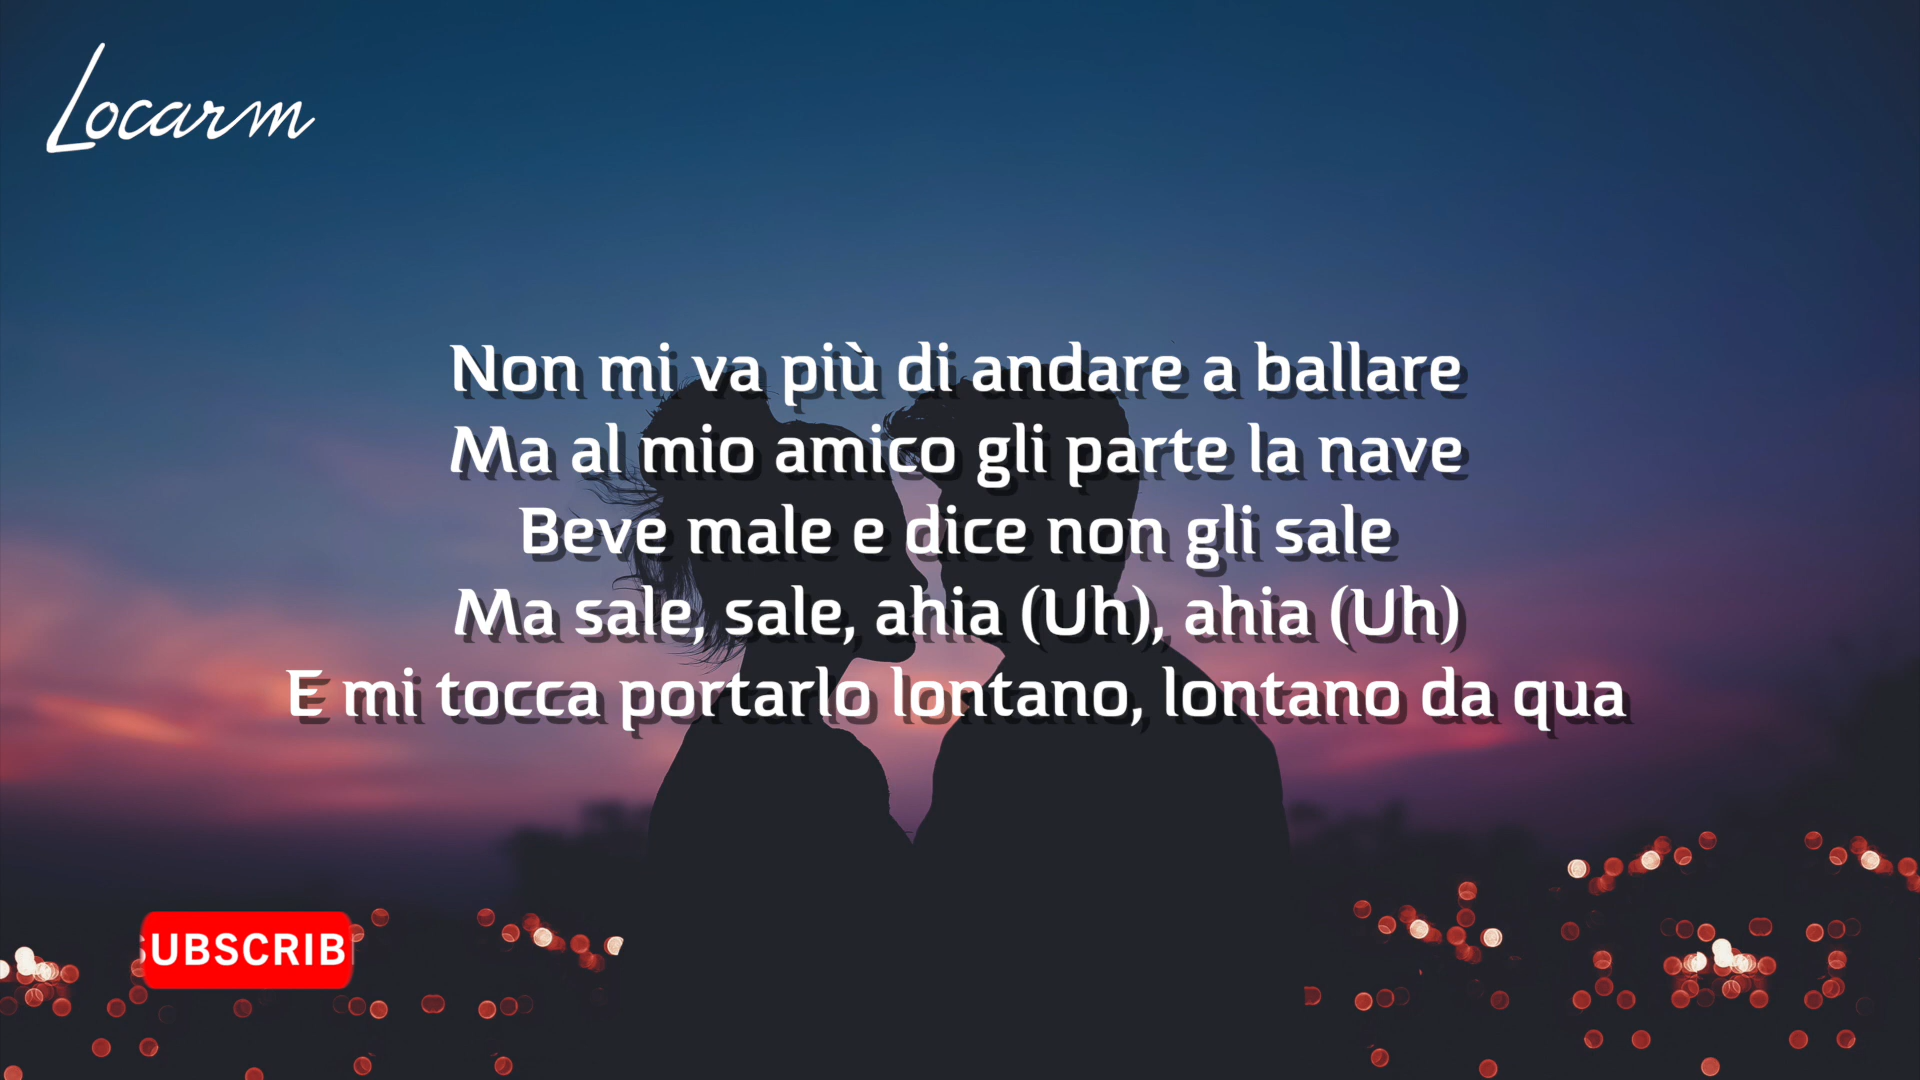 Locarm
Non mi va più di andare a ballare
Ma al mio amico gli parte la nave
Beve male e dice non gli sale
Ma sale, sale, ahia (Uh), ahia (Uh)
E mi tocca portarlo lontano, lontano da qua
SUBSCRIB